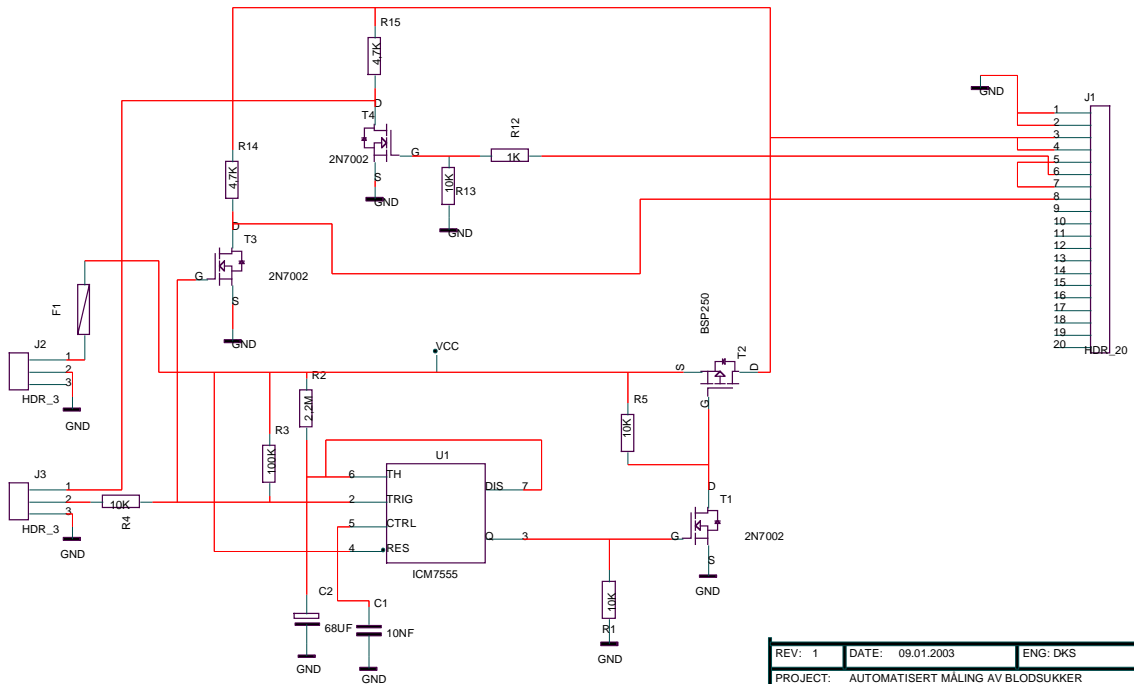 R15
4,7K
D
T4
2N7002
G
S
GND
R12
1K
10K
R13
GND
GND
J1
1
2
3
4
5
6
7
8
9
10
11
12
13
14
15
16
17
18
19
20
HDR_20
R14
4,7K
D
T3
G
2N7002
S
GND
F1
J2
1
2
3
HDR_3
GND
VCC
BSP250
S
T2
D
G
R2
2,2M
R3
100K
R5
10K
U1
6 TH
DIS 7
2 TRIG
5 CTRL
Q 3
4 RES
ICM7555
J3
1
2
3
HDR_3
GND
10K
R4
D
T1
G
2N7002
S
GND
C2
68UF
GND
C1
10NF
GND
10K
R1
GND
REV: 1 DATE: 09.01.2003 ENG: DKS
PROJECT: AUTOMATISERT MÅLING AV BLODSUKKER